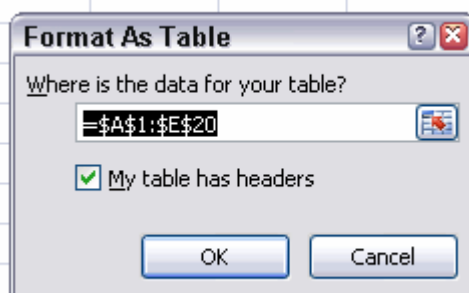 Format As Table
Where is the data for your table?
=$A$1:$E$20
My table has headers
OK
Cancel